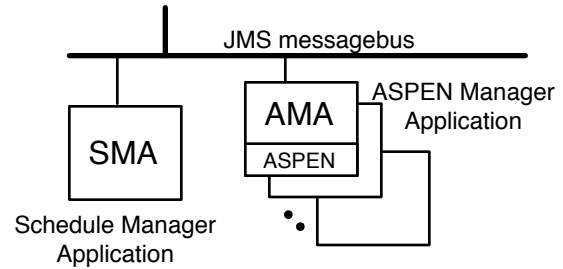 JMS messagebus
AMA
ASPEN
ASPEN Manager
Application
SMA
Schedule Manager
Application